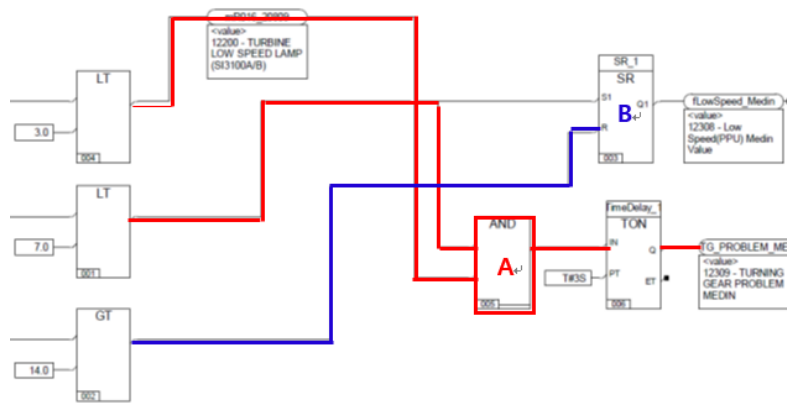 <value>
12200 - TURBINE
LOW SPEED LAMP
(SI3100A/B)
LT
3.0
004
SR_1
SR
S1
Q1
R
B
003
fLowSpeed_Medin
<value>
12308 - Low
Speed(PPU) Medin
Value
LT
7.0
001
AND
A
005
TimeDelay_
TON
IN
Q
PT
ET
T#3S
006
TG_PROBLEM_ME
<value>
12309 - TURNING
GEAR PROBLEM
MEDIN
GT
14.0
002